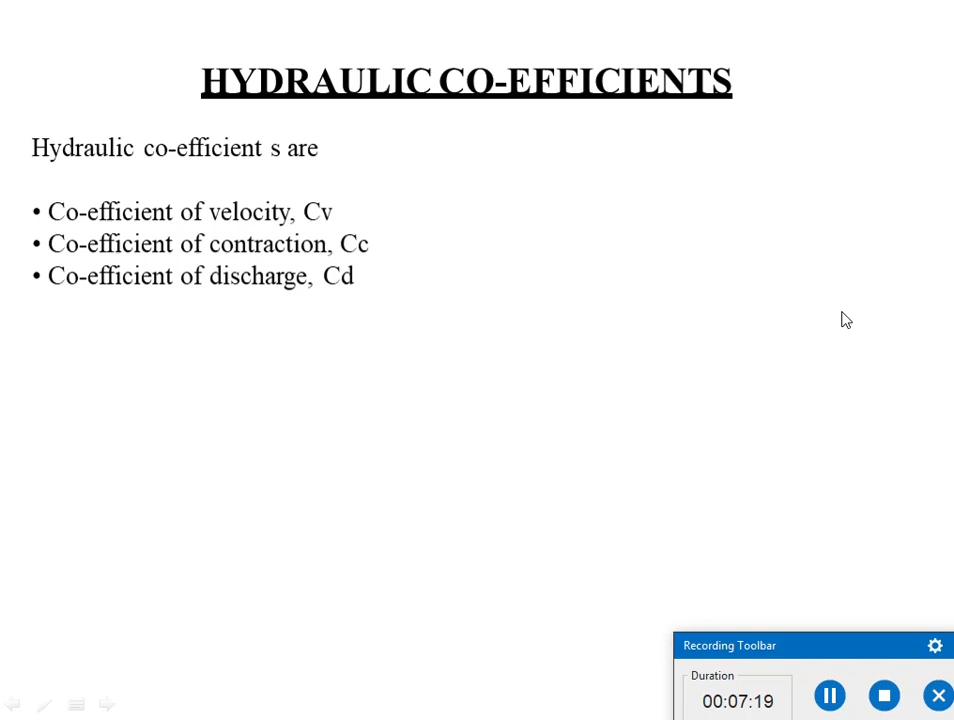 HYDRAULIC CO-EFFICIENTS
Hydraulic co-efficient s are
• Co-efficient of velocity, Cv
• Co-efficient of contraction, Cc
• Co-efficient of discharge, Cd
Recording Toolbar
Duration
00:07:19